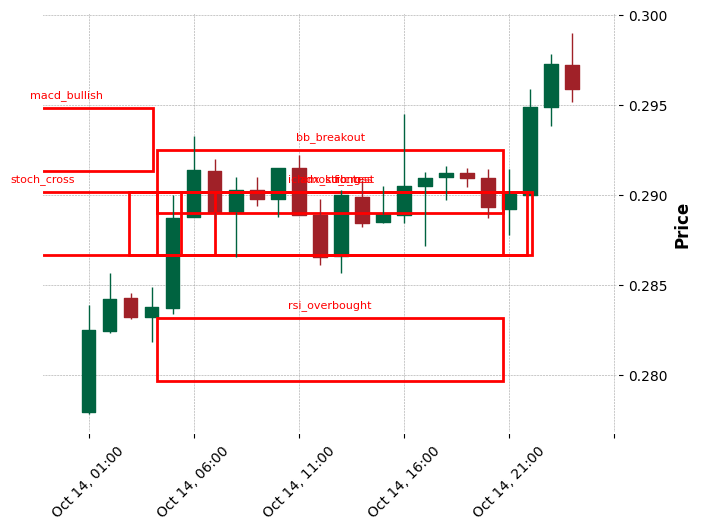 0.300
macd_bullish
0.295
bb_breakout
stoch_cross
0.290
Price
0.285
rsi_overbought
0.280
Oct 14, 01:00
Oct 14, 06:00
Oct 14, 11:00
Oct 14, 16:00
Oct 14, 21:00